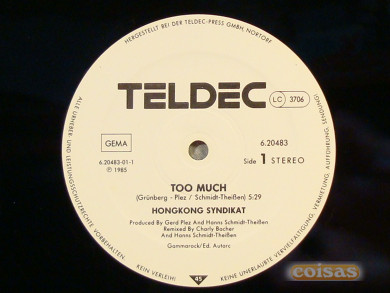 HERGESTELLT BEI DER TELDEC-PRESS GMBH, NORTORF
TELDEC
LC 3706
GEMA
6.20483
6.20483-01-1
Side 1 STEREO
℗ 1985
TOO MUCH
(Grünberg - Plez / Schmidt-Theißen) 5:29
HONGKONG SYNDIKAT
Produced By Gerd Plez And Hanns Schmidt-Theißen
Remixed By Charly Bacher
And Hanns Schmidt-Theißen
Gammarock/Ed. Autarc
45
ALLE URHEBER- UND LEISTUNGSSCHUTZRECHTE VORBEHALTEN
KEIN VERLEIH!
KEINE UNERLAUBTE VERVIELFÄLTIGUNG, VERMIETUNG, AUFFÜHRUNG, SENDUNG!
coisas